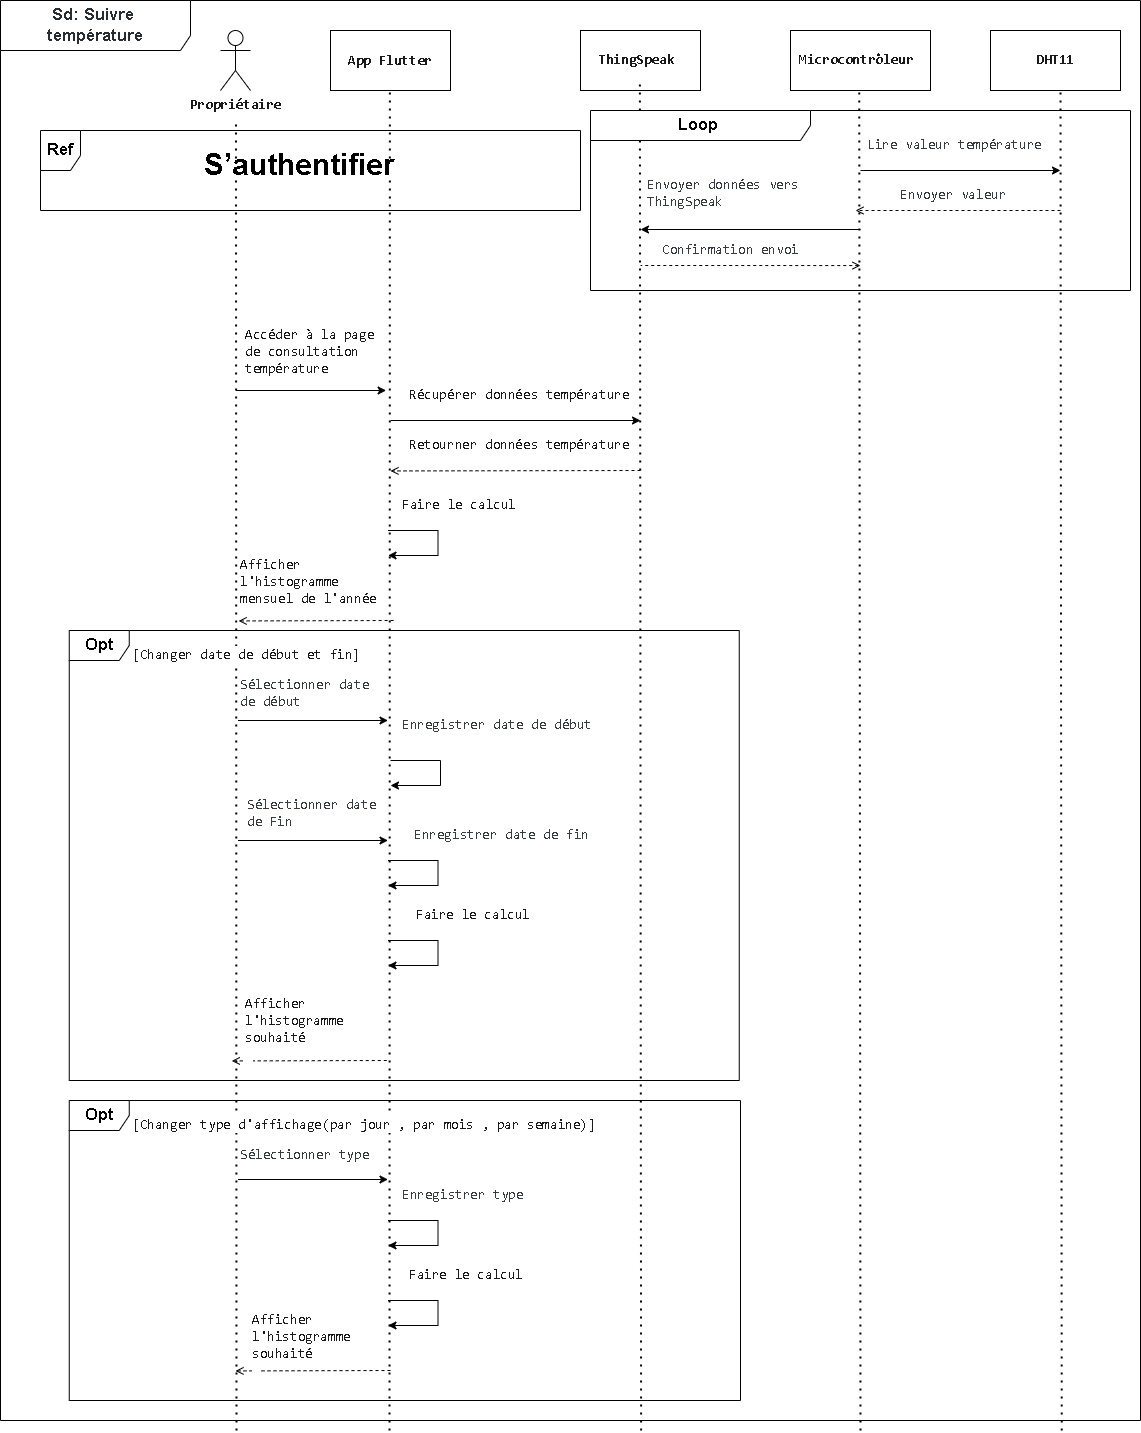 Sd: Suivre
température
Propriétaire
App Flutter
ThingSpeak
Microcontrôleur
DHT11
Ref
S’authentifier
Loop
Lire valeur température
Envoyer valeur
Envoyer données vers
ThingSpeak
Confirmation envoi
Accéder à la page
de consultation
température
Récupérer données température
Retourner données température
Faire le calcul
Afficher
l'histogramme
mensuel de l'année
Opt
[Changer date de début et fin]
Sélectionner date
de début
Enregistrer date de début
Sélectionner date
de Fin
Enregistrer date de fin
Faire le calcul
Afficher
l'histogramme
souhaité
Opt
[Changer type d'affichage(par jour , par mois , par semaine)]
Sélectionner type
Enregistrer type
Faire le calcul
Afficher
l'histogramme
souhaité